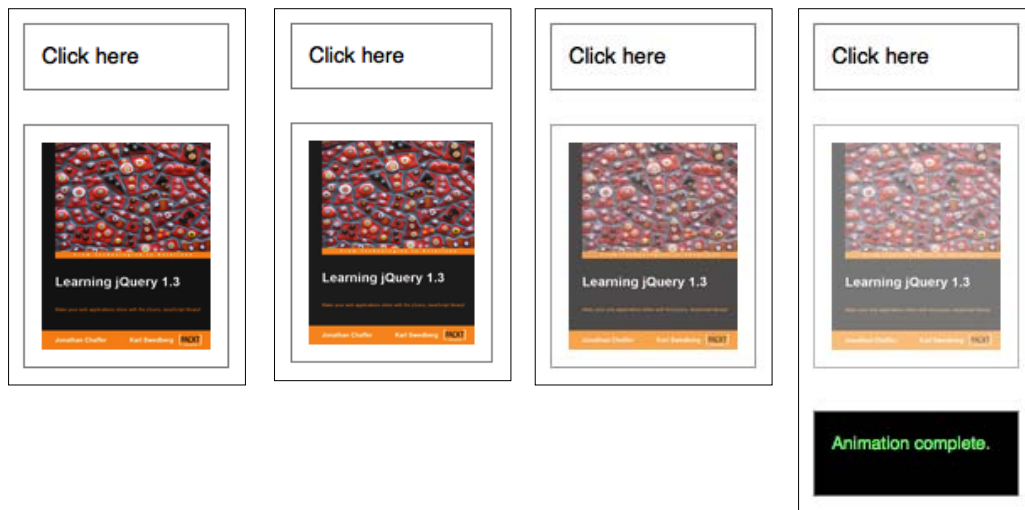 Click here
Learning jQuery 1.3
Jonathan Chaffer Karl Swedberg PACKT
Click here
Learning jQuery 1.3
Jonathan Chaffer Karl Swedberg PACKT
Click here
Learning jQuery 1.3
Jonathan Chaffer Karl Swedberg PACKT
Click here
Learning jQuery 1.3
Jonathan Chaffer Karl Swedberg PACKT
Animation complete.